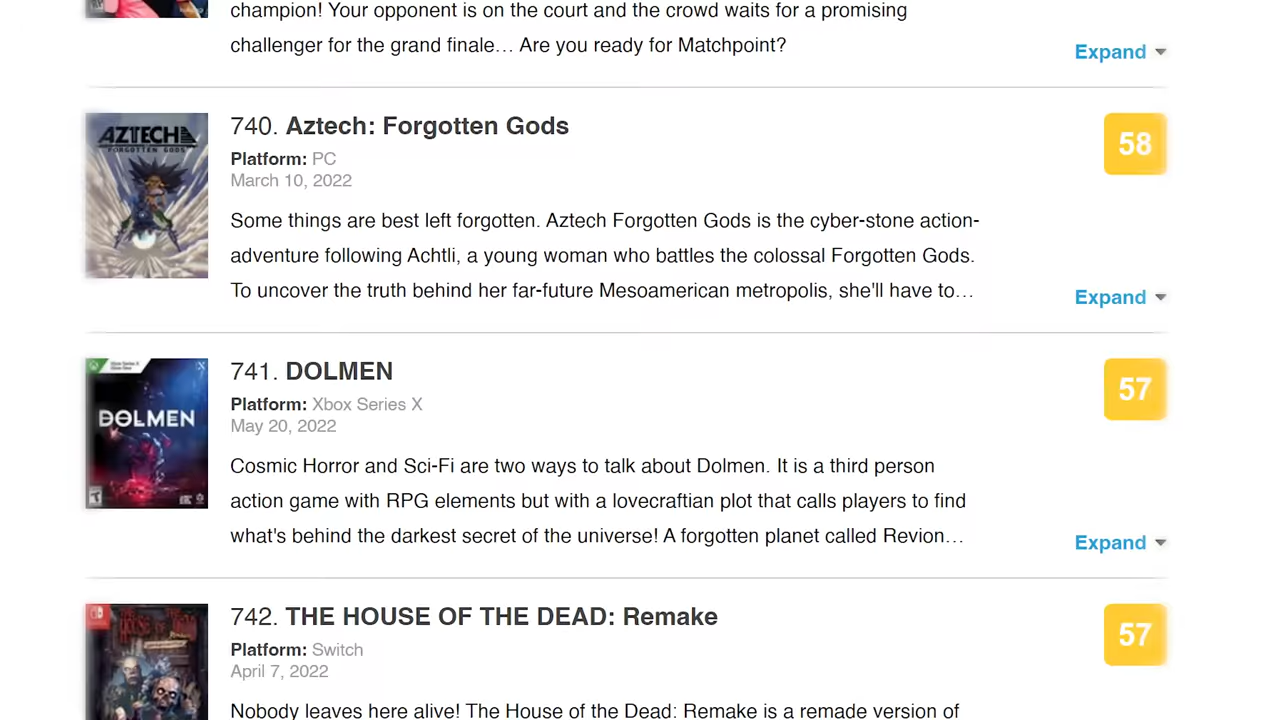 champion! Your opponent is on the court and the crowd waits for a promising
challenger for the grand finale… Are you ready for Matchpoint?
Expand
AZTECH
FORGOTTEN GODS
740. Aztech: Forgotten Gods
58
Platform: PC
March 10, 2022
Some things are best left forgotten. Aztech Forgotten Gods is the cyber-stone action-
adventure following Achtli, a young woman who battles the colossal Forgotten Gods.
To uncover the truth behind her far-future Mesoamerican metropolis, she'll have to…
Expand
DOLMEN
741. DOLMEN
57
Platform: Xbox Series X
May 20, 2022
Cosmic Horror and Sci-Fi are two ways to talk about Dolmen. It is a third person
action game with RPG elements but with a lovecraftian plot that calls players to find
what's behind the darkest secret of the universe! A forgotten planet called Revion…
Expand
742. THE HOUSE OF THE DEAD: Remake
57
Platform: Switch
April 7, 2022
Nobody leaves here alive! The House of the Dead: Remake is a remade version of